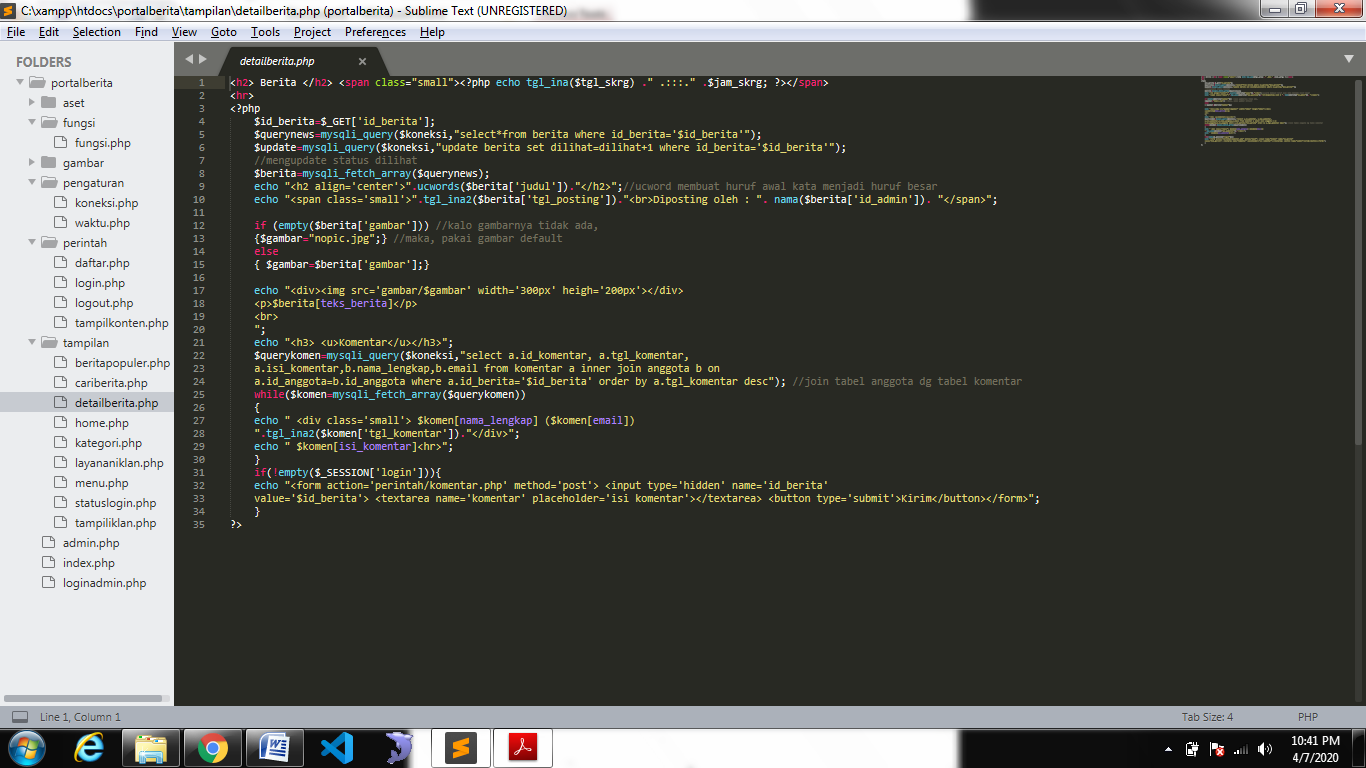 C:\xampp\htdocs\portalberita\tampilan\detailberita.php (portalberita) - Sublime Text (UNREGISTERED)
File Edit Selection Find View Goto Tools Project Preferences Help
FOLDERS
portalberita
aset
fungsi
fungsi.php
gambar
pengaturan
koneksi.php
waktu.php
perintah
daftar.php
login.php
logout.php
tampilkonten.php
tampilan
beritapopuler.php
cariberita.php
detailberita.php
home.php
kategori.php
layananiklan.php
menu.php
statuslogin.php
tampiliklan.php
admin.php
index.php
loginadmin.php
detailberita.php
1 <h2> Berita </h2> <span class="small"><?php echo tgl_ina($tgl_skrg) ." .:::." .$jam_skrg; ?></span>
2 <hr>
3 <?php
4 $id_berita=$_GET['id_berita'];
5 $querynews=mysqli_query($koneksi,"select*from berita where id_berita='$id_berita'");
6 $update=mysqli_query($koneksi,"update berita set dilihat=dilihat+1 where id_berita='$id_berita'");
7 //mengupdate status dilihat
8 $berita=mysqli_fetch_array($querynews);
9 echo "<h2 align='center'>".ucwords($berita['judul'])."</h2>";//ucword membuat huruf awal kata menjadi huruf besar
10 echo "<span class='small'>".tgl_ina2($berita['tgl_posting'])."<br>Diposting oleh : ". nama($berita['id_admin']). "</span>";
11
12 if (empty($berita['gambar'])) //kalo gambarnya tidak ada,
13 {$gambar="nopic.jpg";} //maka, pakai gambar default
14 else
15 { $gambar=$berita['gambar'];}
16
17 echo "<div><img src='gambar/$gambar' width='300px' heigh='200px'></div>
18 <p>$berita[teks_berita]</p>
19 <br>
20 ";
21 echo "<h3> <u>Komentar</u></h3>";
22 $querykomen=mysqli_query($koneksi,"select a.id_komentar, a.tgl_komentar,
23 a.isi_komentar,b.nama_lengkap,b.email from komentar a inner join anggota b on
24 a.id_anggota=b.id_anggota where a.id_berita='$id_berita' order by a.tgl_komentar desc"); //join tabel anggota dg tabel komentar
25 while($komen=mysqli_fetch_array($querykomen))
26 {
27 echo " <div class='small'> $komen[nama_lengkap] ($komen[email])
28 ".tgl_ina2($komen['tgl_komentar'])."</div>";
29 echo " $komen[isi_komentar]<hr>";
30 }
31 if(!empty($_SESSION['login'])){
32 echo "<form action='perintah/komentar.php' method='post'> <input type='hidden' name='id_berita'
33 value='$id_berita'> <textarea name='komentar' placeholder='isi komentar'></textarea> <button type='submit'>Kirim</button></form>";
34 }
35 ?>
Line 1, Column 1 Tab Size: 4 PHP
10:41 PM
4/7/2020